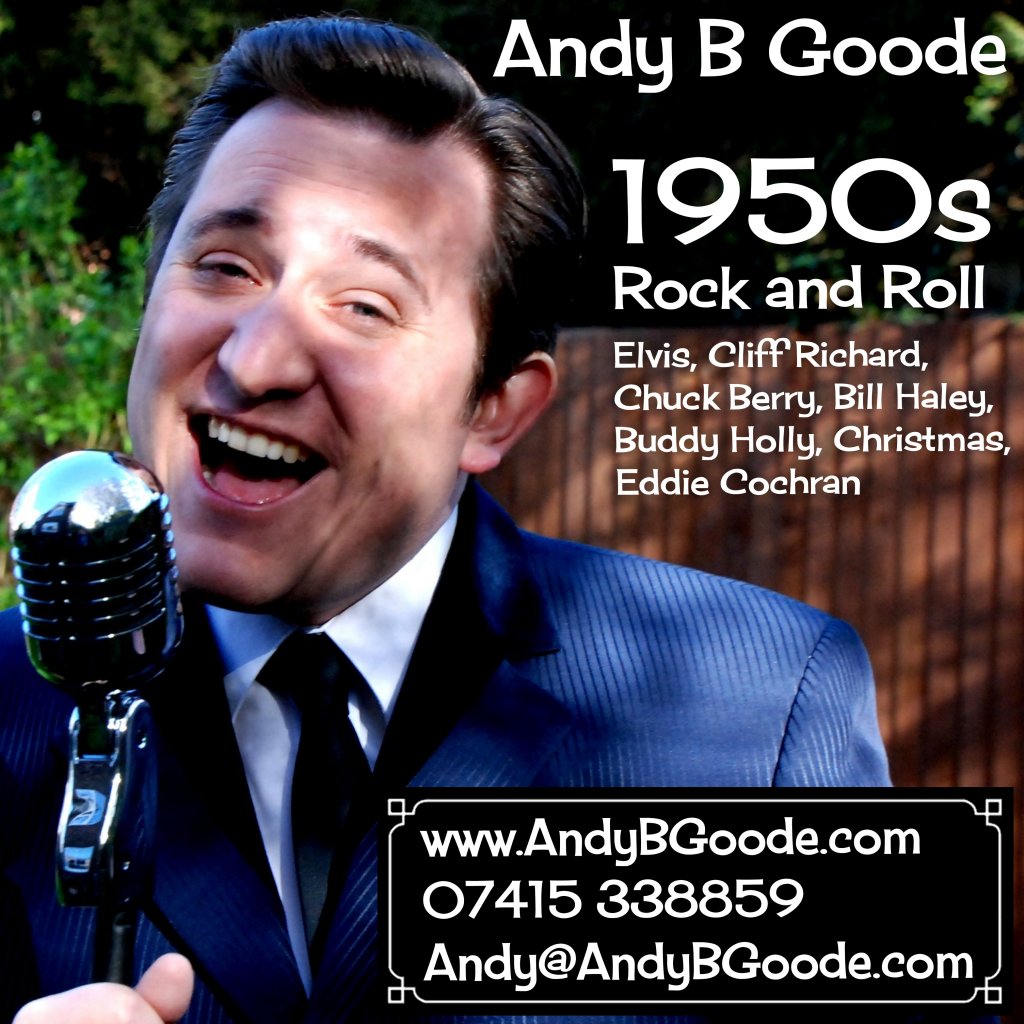 Andy B Goode
1950s
Rock and Roll
Elvis, Cliff Richard,
Chuck Berry, Bill Haley,
Buddy Holly, Christmas,
Eddie Cochran
www.AndyBGoode.com
07415 338859
Andy@AndyBGoode.com